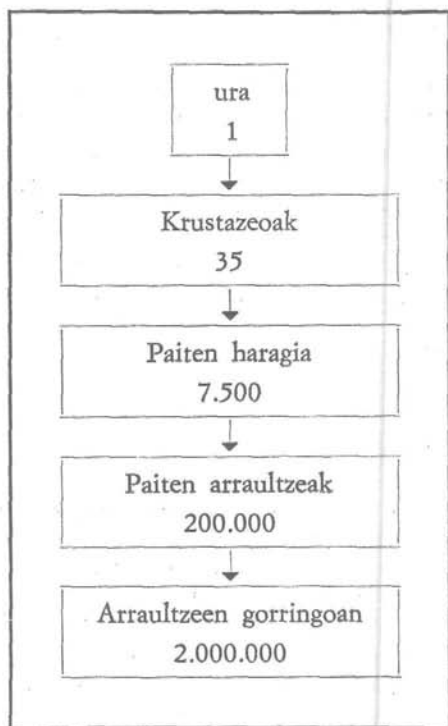 ura
1
Krustazeoak
35
Paiten haragia
7.500
Paiten arraultzeak
200.000
Arraultzeen gorringoan
2.000.000